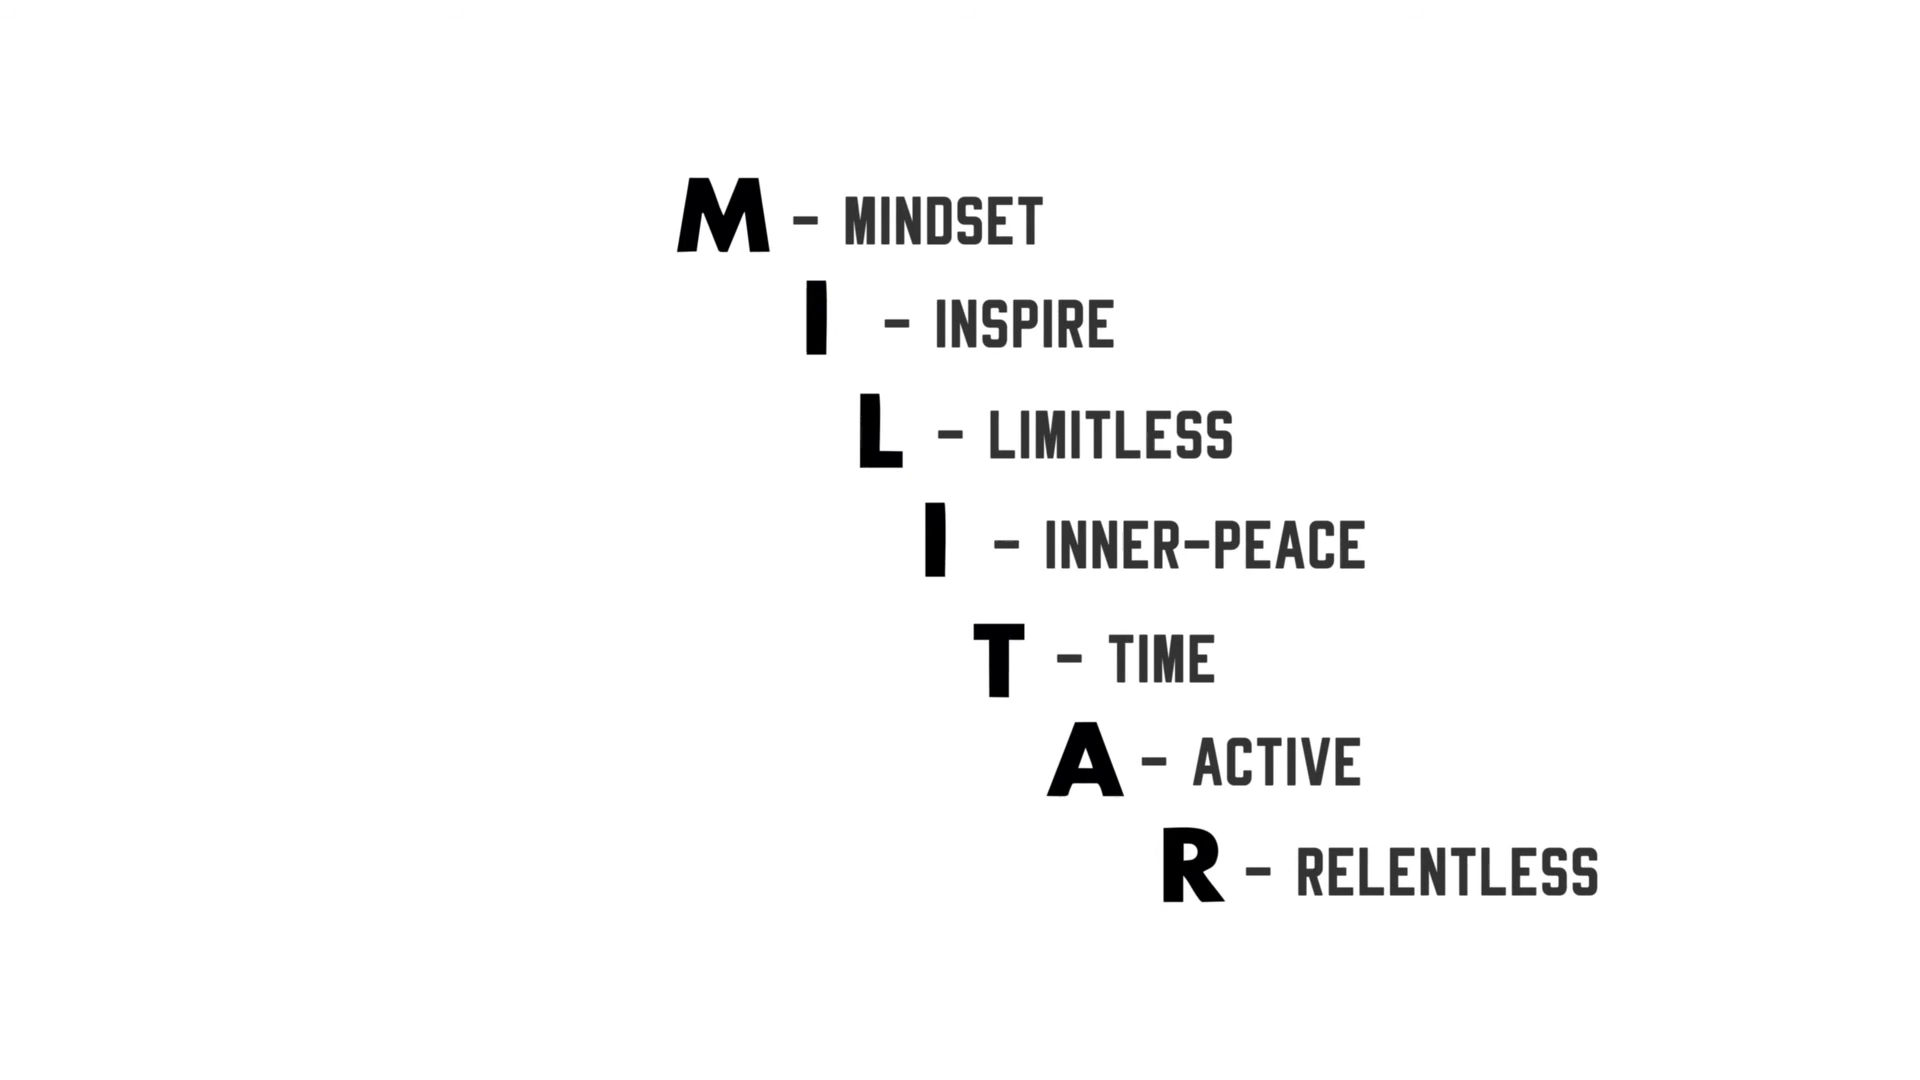 M - MINDSET
I - INSPIRE
L - LIMITLESS
I - INNER-PEACE
T - TIME
A - ACTIVE
R - RELENTLESS